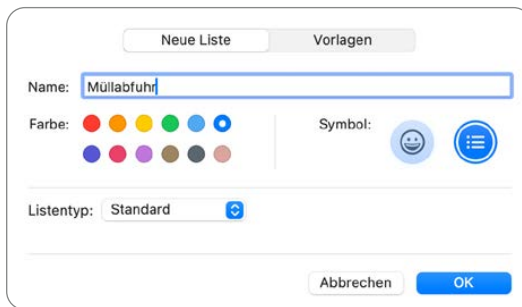 Neue Liste Vorlagen
Name: Müllabfuhr
Farbe: Symbol:
Listentyp: Standard
Abbrechen OK